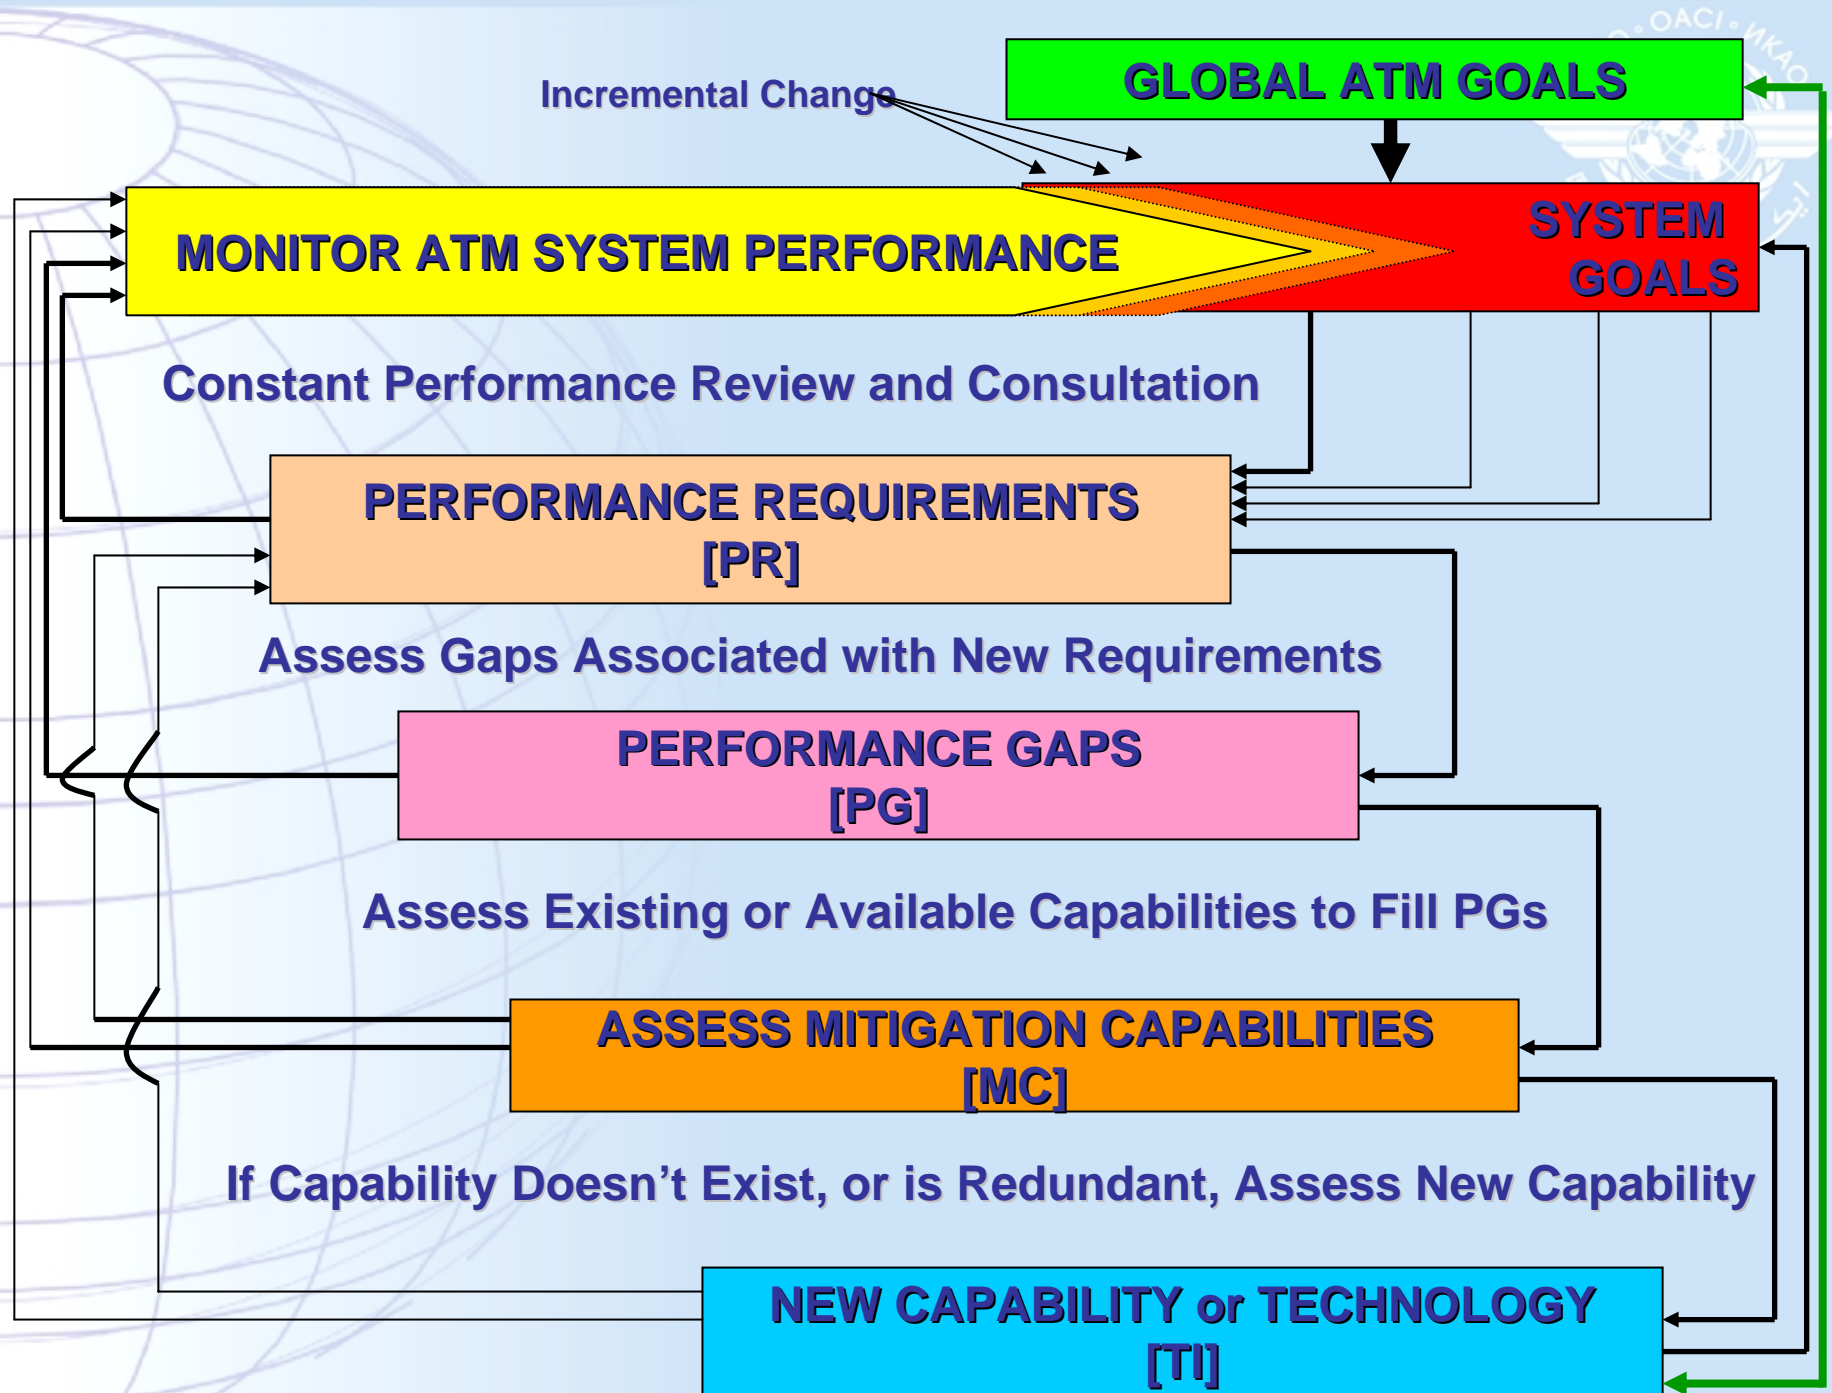 OACI • ИКАО
Incremental Change
GLOBAL ATM GOALS
MONITOR ATM SYSTEM PERFORMANCE
SYSTEM
GOALS
Constant Performance Review and Consultation
PERFORMANCE REQUIREMENTS
[PR]
Assess Gaps Associated with New Requirements
PERFORMANCE GAPS
[PG]
Assess Existing or Available Capabilities to Fill PGs
ASSESS MITIGATION CAPABILITIES
[MC]
If Capability Doesn’t Exist, or is Redundant, Assess New Capability
NEW CAPABILITY or TECHNOLOGY
[TI]